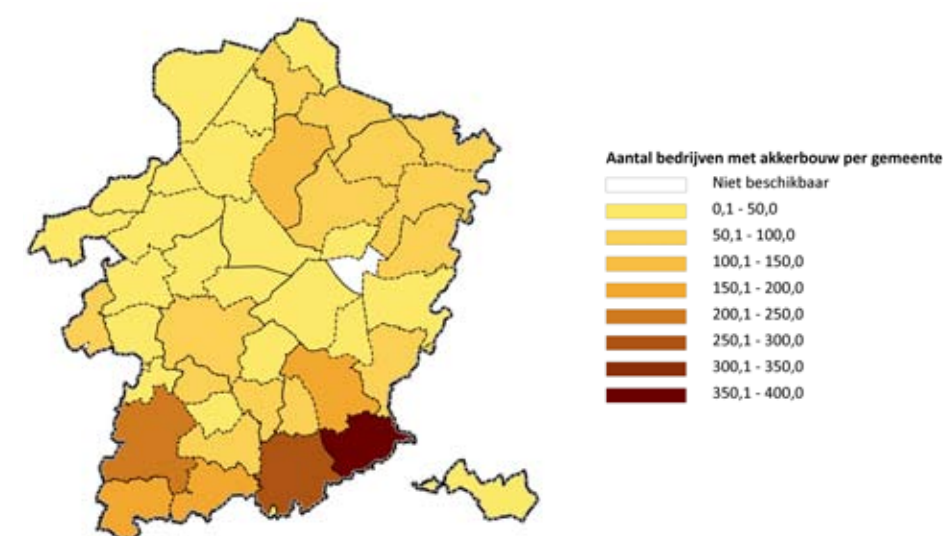 Aantal bedrijven met akkerbouw per gemeente
Niet beschikbaar
0,1 - 50,0
50,1 - 100,0
100,1 - 150,0
150,1 - 200,0
200,1 - 250,0
250,1 - 300,0
300,1 - 350,0
350,1 - 400,0